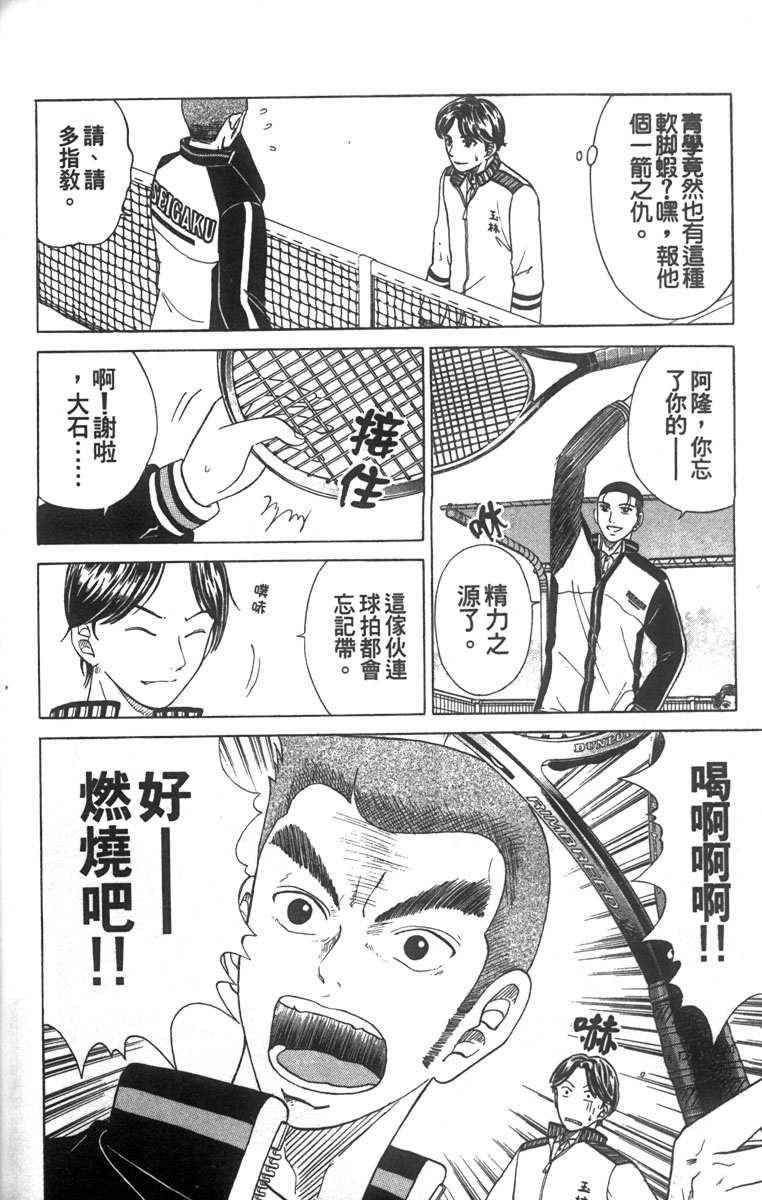 青學竟然也有這種
軟脚蝦？嘿，報他
個一箭之仇。
請、請
多指教。
SEIGAKU
玉林
阿隆，你忘
了你的——
咻
精力之
源了。
接住
啊！謝啦
，大石……
這傢伙連
球拍都會
忘記帶。
噗哧
喝啊啊啊!!
DUNLOP
RIMBREED
好——
燃燒吧!!
嚇
玉林